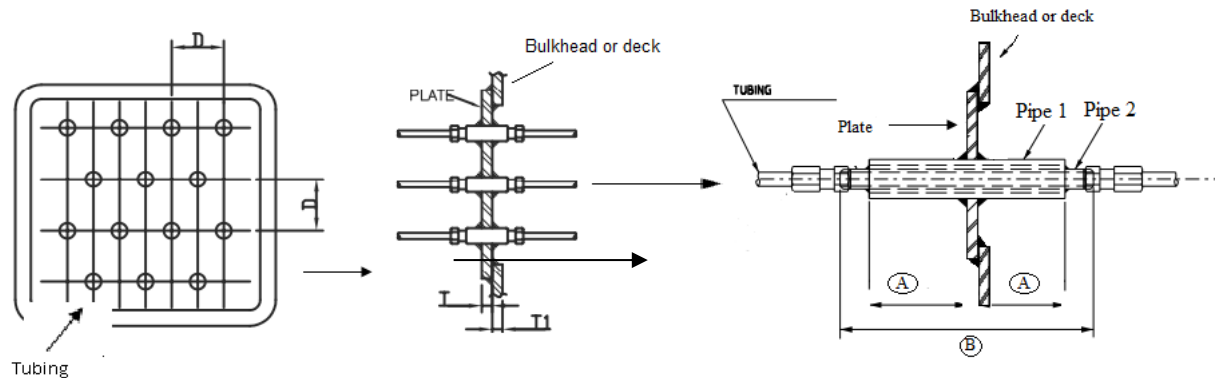 D
D
Tubing
Bulkhead or deck
PLATE
T
T1
Bulkhead or deck
TUBING
Plate
Pipe 1
Pipe 2
A
A
B